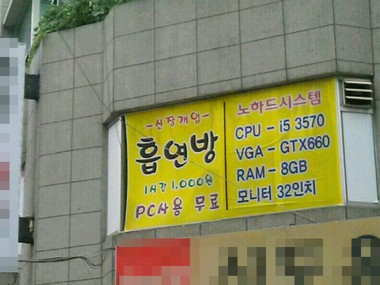 -신장개업-
흡연방
1시간 1,000원
PC사용 무료
노하드시스템
CPU - i5 3570
VGA - GTX660
RAM - 8GB
모니터 32인치